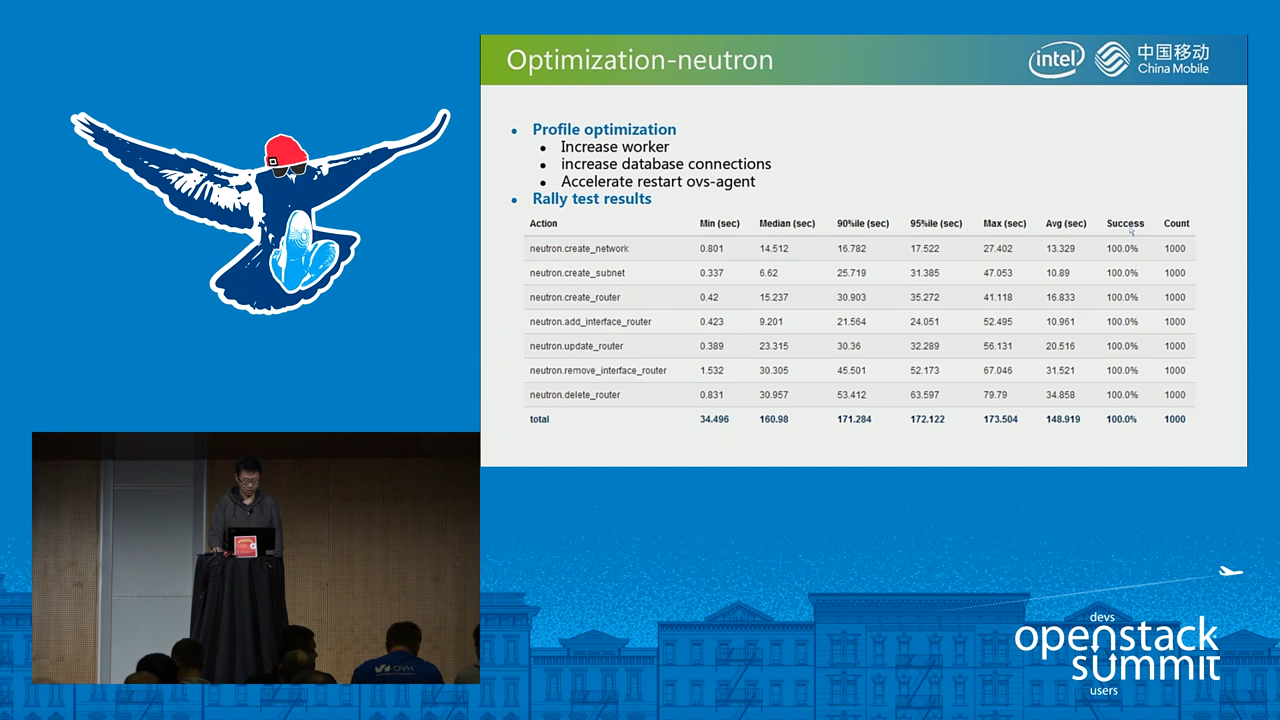 Optimization-neutron
intel
中国移动
China Mobile
• Profile optimization
• Increase worker
• increase database connections
• Accelerate restart ovs-agent
• Rally test results
Action Min (sec) Median (sec) 90%ile (sec) 95%ile (sec) Max (sec) Avg (sec) Success Count
neutron.create_network 0.801 14.512 16.782 17.522 27.402 13.329 100.0% 1000
neutron.create_subnet 0.337 6.62 25.719 31.385 47.053 10.89 100.0% 1000
neutron.create_router 0.42 15.237 30.903 35.272 41.118 16.833 100.0% 1000
neutron.add_interface_router 0.423 9.201 21.564 24.051 52.495 10.961 100.0% 1000
neutron.update_router 0.389 23.315 30.36 32.289 56.131 20.516 100.0% 1000
neutron.remove_interface_router 1.532 30.305 45.501 52.173 67.046 31.521 100.0% 1000
neutron.delete_router 0.831 30.957 53.412 63.597 79.79 34.858 100.0% 1000
total 34.496 160.98 171.284 172.122 173.504 148.919 100.0% 1000
OVH
devs
openstack
summit
users